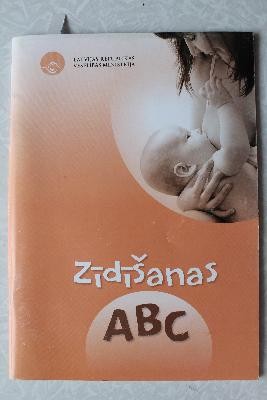 LATVIJAS REPUBLIKAS
VESELĪBAS MINISTRIJA
Zīdīšanas
ABC